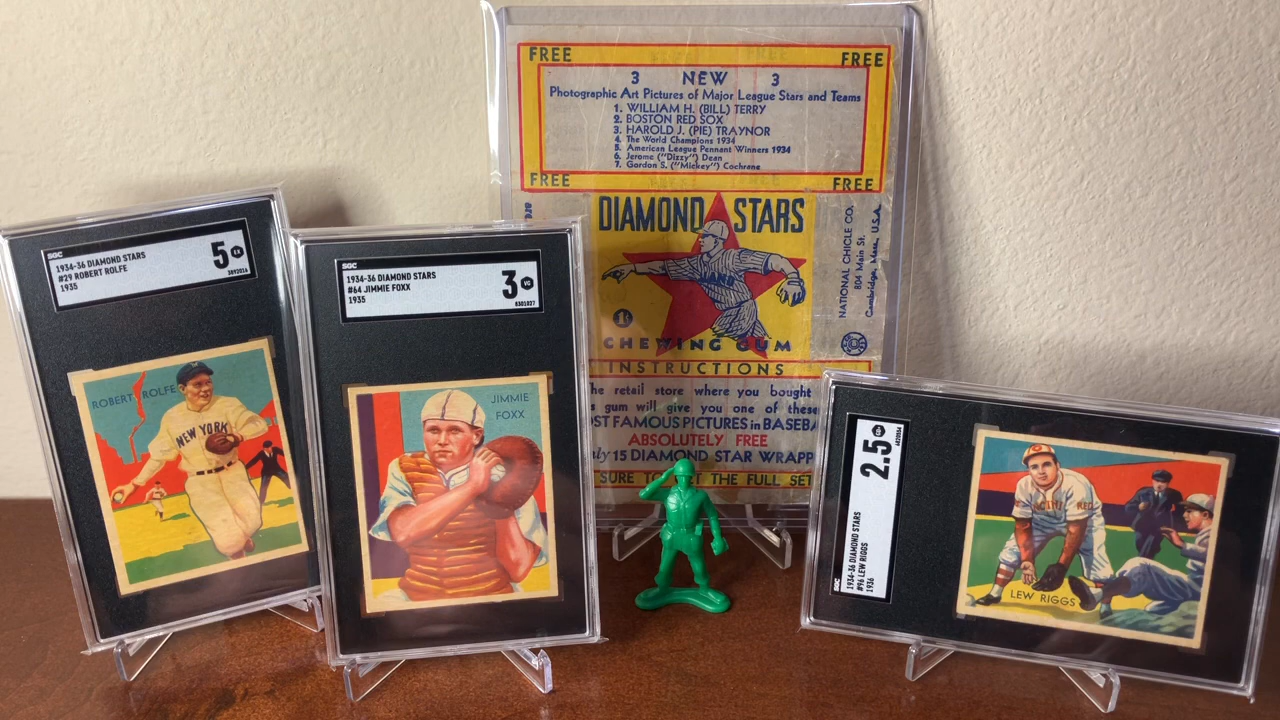 SGC
1934-36 DIAMOND STARS
#29 ROBERT ROLFE
1935
5
EX
3892016
ROBERT ROLFE
NEW YORK
SGC
1934-36 DIAMOND STARS
#64 JIMMIE FOXX
1935
3
VG
8301027
JIMMIE
FOXX
FREE FREE
3 NEW 3
Photographic Art Pictures of Major League Stars and Teams
1. WILLIAM H. (BILL) TERRY
2. BOSTON RED SOX
3. HAROLD J. (PIE) TRAYNOR
4. The World Champions 1934
5. American League Pennant Winners 1934
6. Jerome ("Dizzy") Dean
7. Gordon S. ("Mickey") Cochrane
FREE FREE
DIAMOND STARS
1¢
CHEWING GUM
NATIONAL CHICLE CO.
804 Main St.
Cambridge, Mass., U.S.A.
INSTRUCTIONS
he retail store where you bought
s gum will give you one of these
OST FAMOUS PICTURES in BASEBA
ABSOLUTELY FREE
nly 15 DIAMOND STAR WRAPP
SURE TO GET THE FULL SET
SGC
1934-36 DIAMOND STARS
#96 LEW RIGGS
1936
2.5
LEW RIGGS